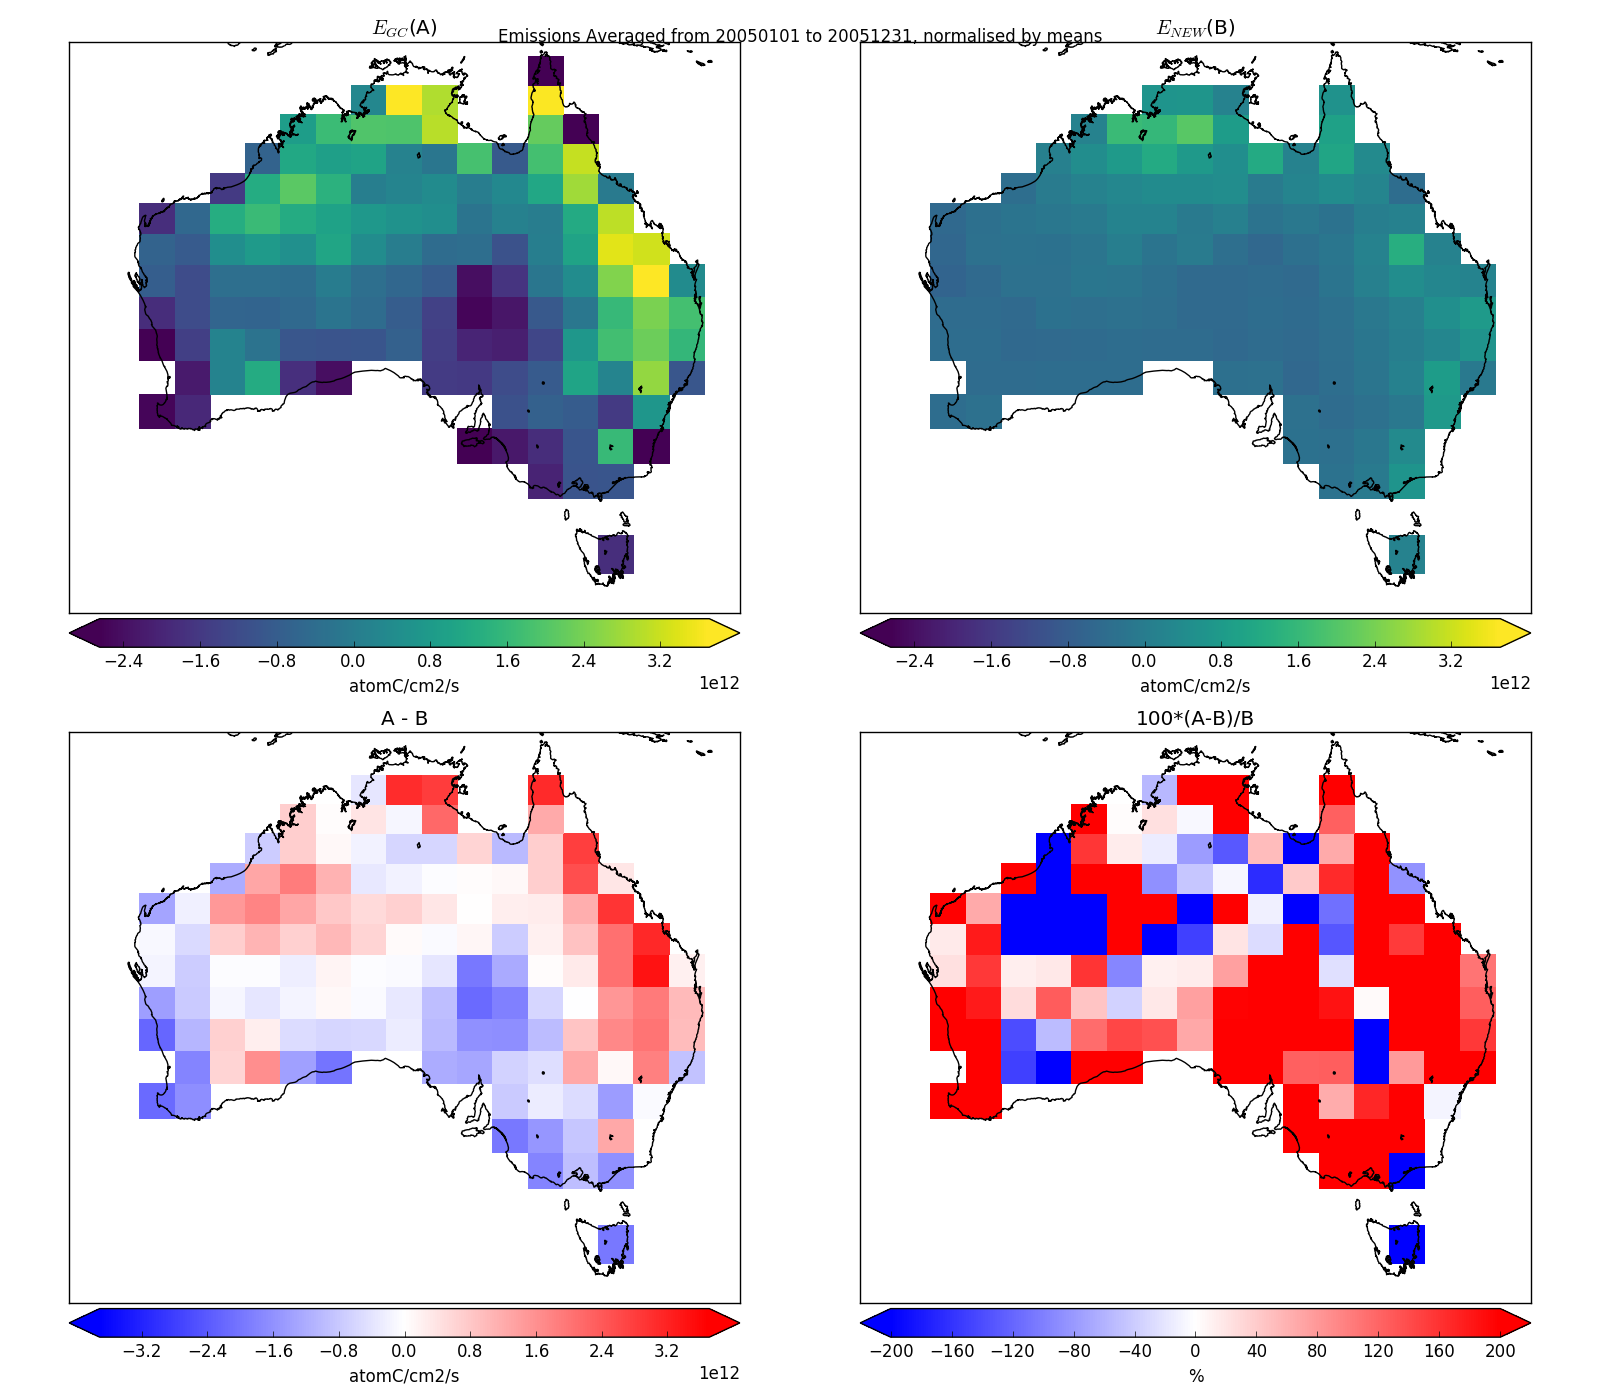 E_GC(A)
E_NEW(B)
Emissions Averaged from 20050101 to 20051231, normalised by means
−2.4 −1.6 −0.8 0.0 0.8 1.6 2.4 3.2
atomC/cm2/s 1e12
−2.4 −1.6 −0.8 0.0 0.8 1.6 2.4 3.2
atomC/cm2/s 1e12
A - B
100*(A-B)/B
−3.2 −2.4 −1.6 −0.8 0.0 0.8 1.6 2.4 3.2
atomC/cm2/s 1e12
−200 −160 −120 −80 −40 0 40 80 120 160 200
%